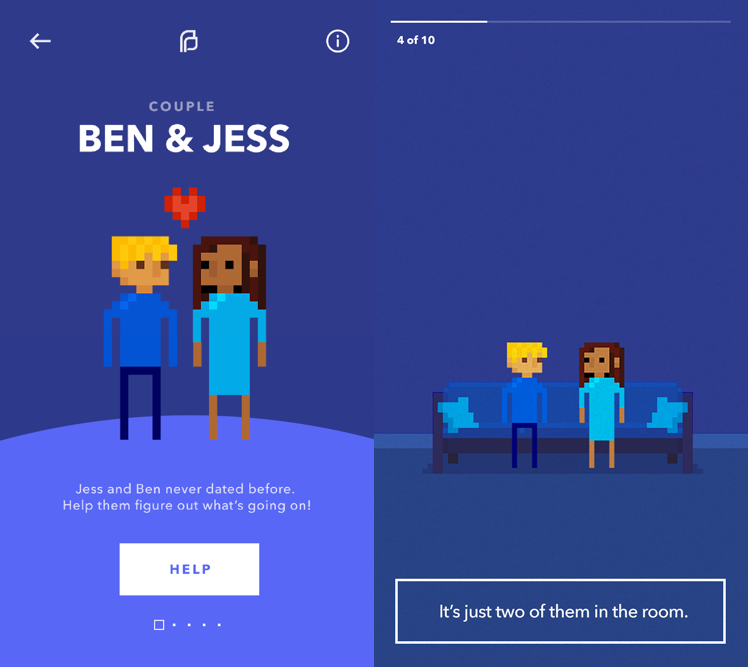 COUPLE
BEN & JESS
Jess and Ben never dated before.
Help them figure out what's going on!
HELP
4 of 10
It's just two of them in the room.